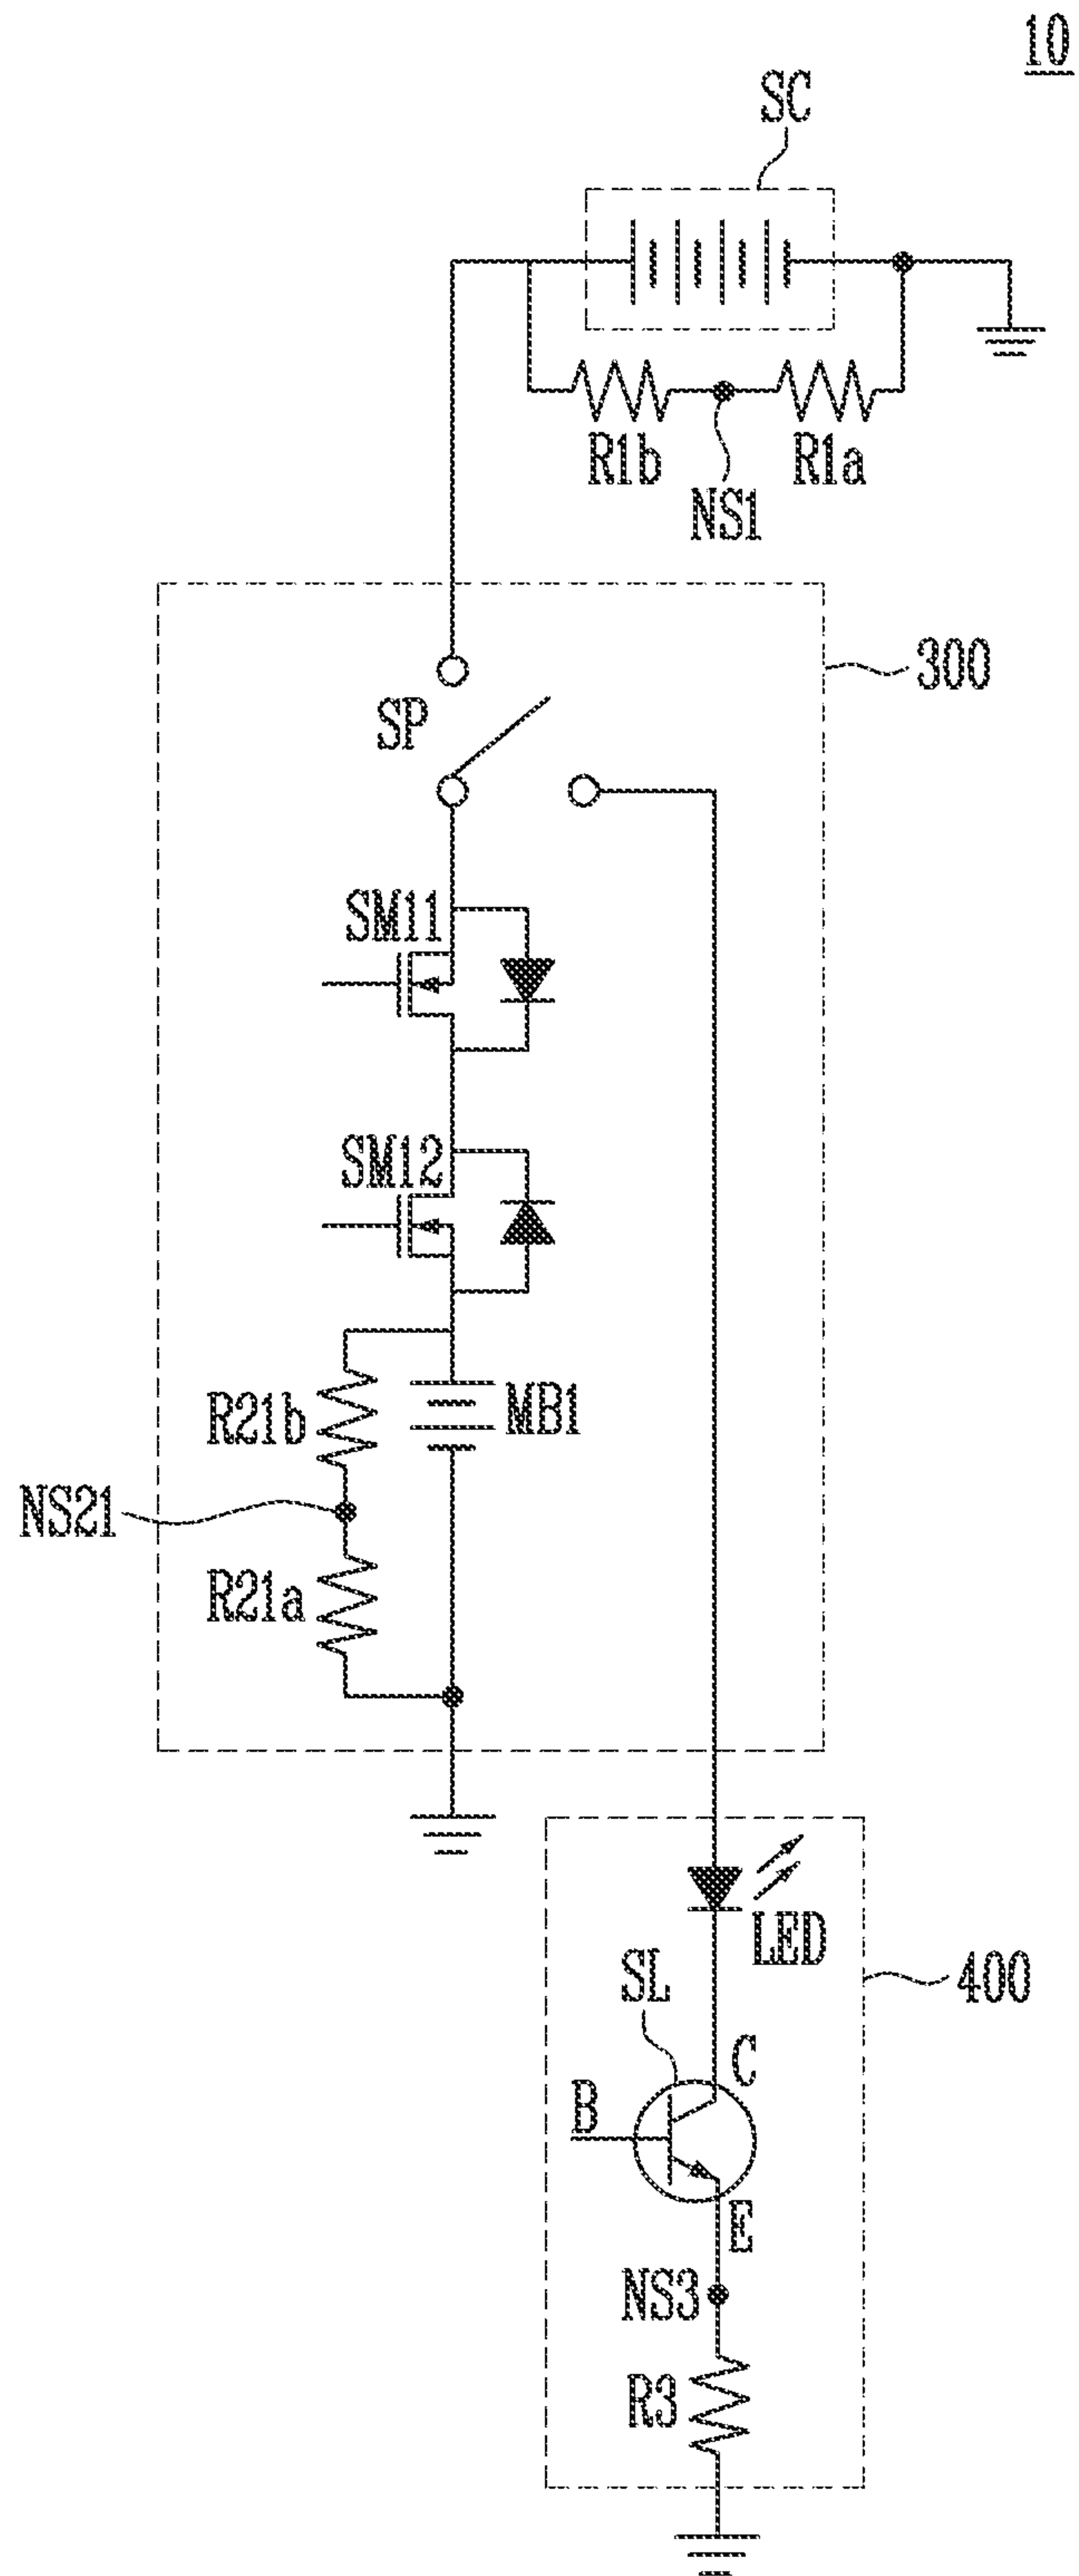 10
SC
R1b
R1a
NS1
300
SP
SM11
SM12
R21b
MB1
NS21
R21a
LED
400
SL
C
B
E
NS3
R3